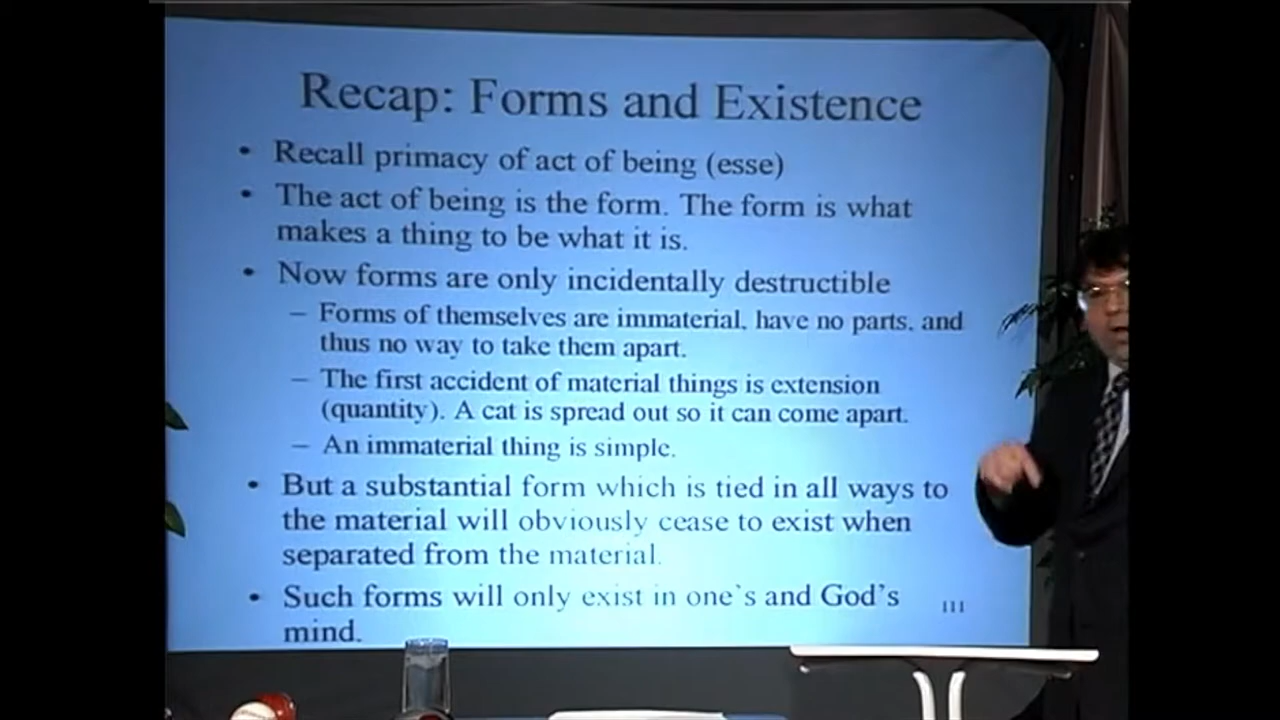 Recap: Forms and Existence
• Recall primacy of act of being (esse)
• The act of being is the form. The form is what
makes a thing to be what it is.
• Now forms are only incidentally destructible
– Forms of themselves are immaterial, have no parts, and
thus no way to take them apart.
– The first accident of material things is extension
(quantity). A cat is spread out so it can come apart.
– An immaterial thing is simple.
• But a substantial form which is tied in all ways to
the material will obviously cease to exist when
separated from the material.
• Such forms will only exist in one`s and God's
mind.
111